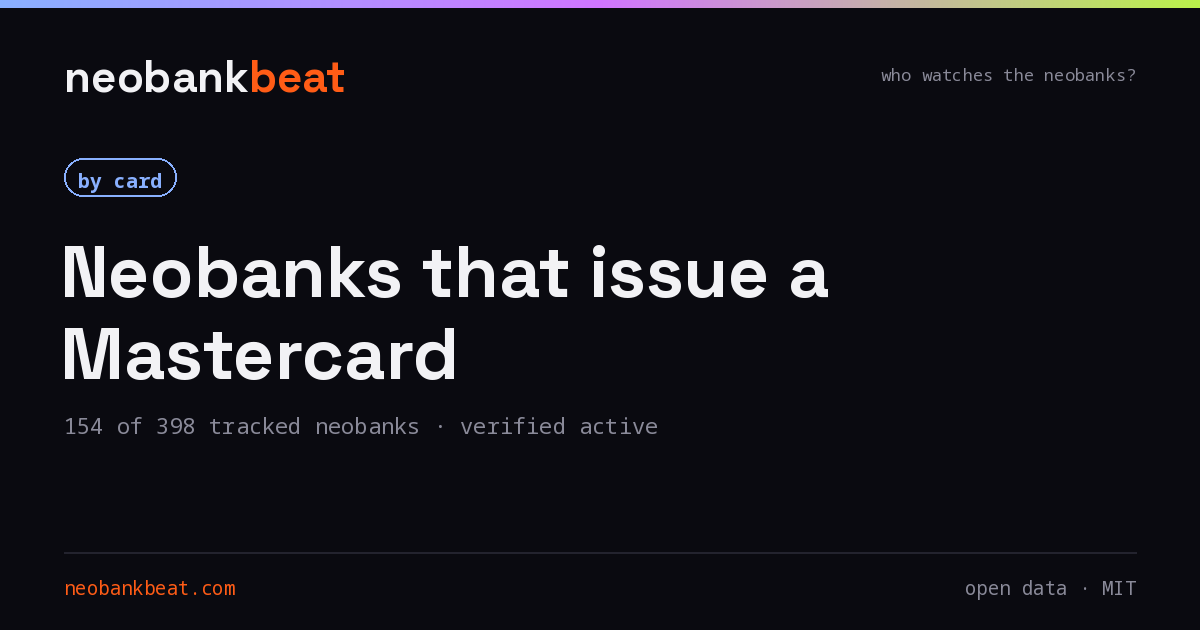 neobankbeat
who watches the neobanks?
by card
Neobanks that issue a
Mastercard
154 of 398 tracked neobanks · verified active
neobankbeat.com
open data · MIT